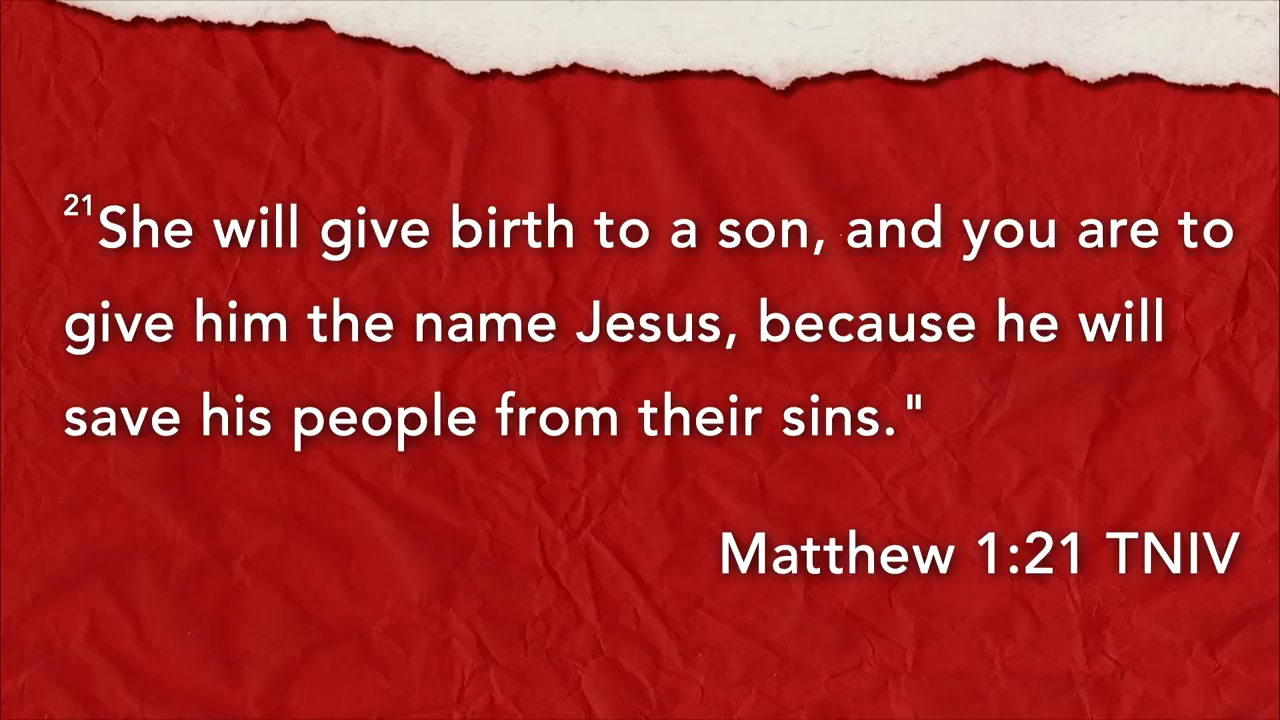 21She will give birth to a son, and you are to
give him the name Jesus, because he will
save his people from their sins."
Matthew 1:21 TNIV